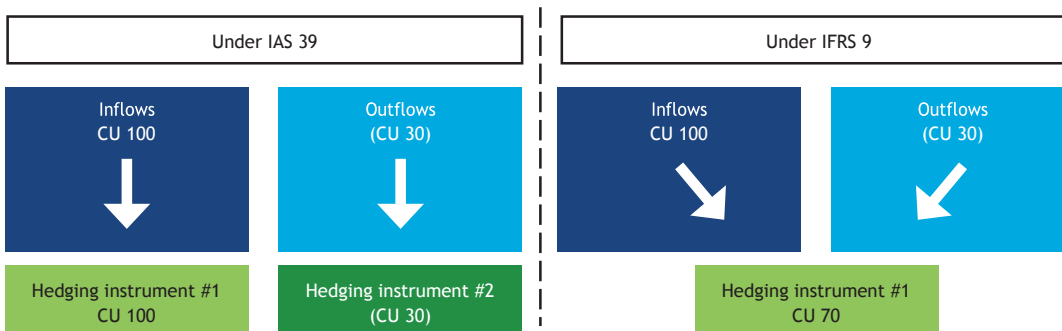 Under IAS 39
Under IFRS 9
Inflows
CU 100
Outflows
(CU 30)
Inflows
CU 100
Outflows
(CU 30)
Hedging instrument #1
CU 100
Hedging instrument #2
(CU 30)
Hedging instrument #1
CU 70